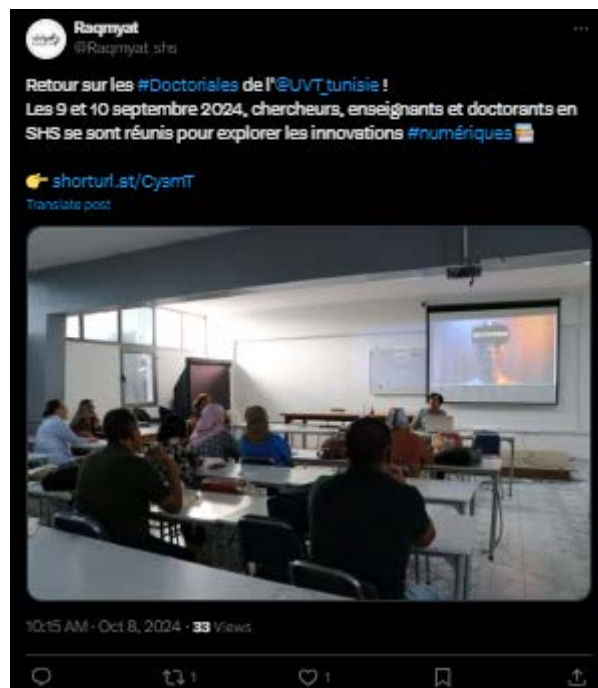 Raqmyat
@Raqmyat shs
Retour sur les #Doctoriales de l'@UVT_tunisie !
Les 9 et 10 septembre 2024, chercheurs, enseignants et doctorants en
SHS se sont réunis pour explorer les innovations #numériques
shorturl.at/CysmT
Translate post
10:15 AM · Oct 8, 2024 · 33 Views
1
1